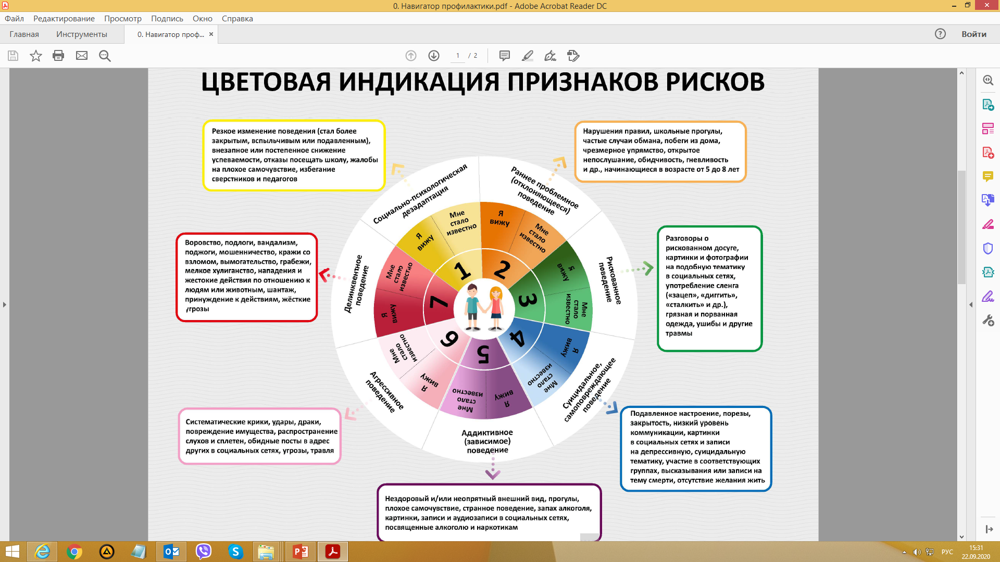 0. Навигатор профилактики.pdf - Adobe Acrobat Reader DC
Файл Редактирование Просмотр Подпись Окно Справка
Главная Инструменты 0. Навигатор проф... × Войти
1 / 2
ЦВЕТОВАЯ ИНДИКАЦИЯ ПРИЗНАКОВ РИСКОВ
Резкое изменение поведения (стал более
закрытым, вспыльчивым или подавленным),
внезапное или постепенное снижение
успеваемости, отказы посещать школу, жалобы
на плохое самочувствие, избегание
сверстников и педагогов
Нарушения правил, школьные прогулы,
частые случаи обмана, побеги из дома,
чрезмерное упрямство, открытое
непослушание, обидчивость, гневливость
и др., начинающиеся в возрасте от 5 до 8 лет
Разговоры о
рискованном досуге,
картинки и фотографии
на подобную тематику
в социальных сетях,
употребление сленга
(«зацеп», «диггить»,
«сталкить» и др.),
грязная и порванная
одежда, ушибы и другие
травмы
Подавленное настроение, порезы,
закрытость, низкий уровень
коммуникации, картинки
в социальных сетях и записи
на депрессивную, суицидальную
тематику, участие в соответствующих
группах, высказывания или записи на
тему смерти, отсутствие желания жить
Нездоровый и/или неопрятный внешний вид, прогулы,
плохое самочувствие, странное поведение, запах алкоголя,
картинки, записи и аудиозаписи в социальных сетях,
посвященные алкоголю и наркотикам
Систематические крики, удары, драки,
повреждение имущества, распространение
слухов и сплетен, обидные посты в адрес
других в социальных сетях, угрозы, травля
Воровство, подлоги, вандализм,
поджоги, мошенничество, кражи со
взломом, вымогательство, грабежи,
мелкое хулиганство, нападения и
жестокие действия по отношению к
людям или животным, шантаж,
принуждение к действиям, жёсткие
угрозы
Социально-психологическая
дезадаптация
Я
вижу
Мне
стало
известно
1
Раннее проблемное
(отклоняющееся)
поведение
Я
вижу
Мне
стало
известно
2
Рискованное
поведение
Я
вижу
Мне
стало
известно
3
Суицидальное,
самоповреждающее
поведение
Я
вижу
Мне
стало
известно
4
Аддиктивное
(зависимое)
поведение
Я
вижу
Мне
стало
известно
5
Агрессивное
поведение
Я
вижу
Мне
стало
известно
6
Делинквентное
поведение
Я
вижу
Мне
стало
известно
7
РУС
15:31
22.09.2020